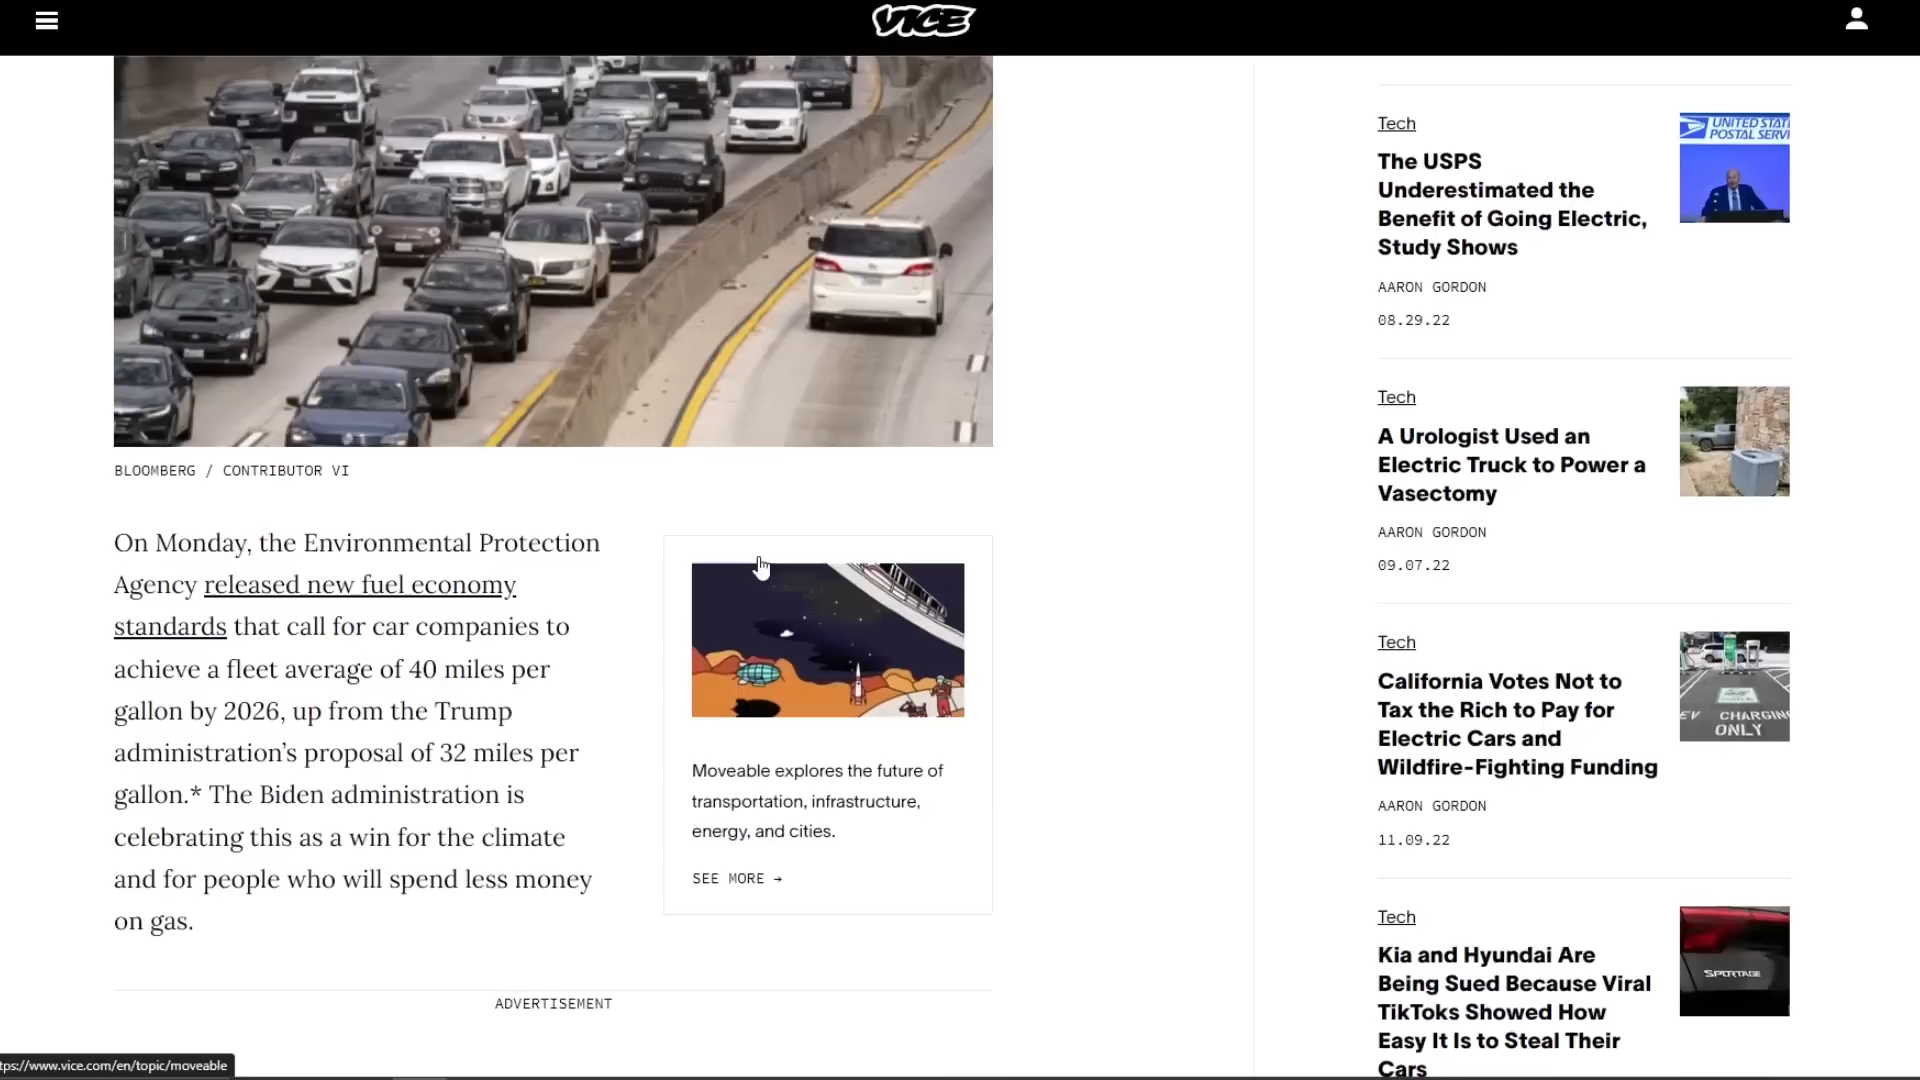 VICE
BLOOMBERG / CONTRIBUTOR VI
On Monday, the Environmental Protection
Agency released new fuel economy
standards that call for car companies to
achieve a fleet average of 40 miles per
gallon by 2026, up from the Trump
administration’s proposal of 32 miles per
gallon.* The Biden administration is
celebrating this as a win for the climate
and for people who will spend less money
on gas.
Moveable explores the future of
transportation, infrastructure,
energy, and cities.
SEE MORE →
ADVERTISEMENT
Tech
The USPS
Underestimated the
Benefit of Going Electric,
Study Shows
AARON GORDON
08.29.22
UNITED STAT
POSTAL SERV
Tech
A Urologist Used an
Electric Truck to Power a
Vasectomy
AARON GORDON
09.07.22
Tech
California Votes Not to
Tax the Rich to Pay for
Electric Cars and
Wildfire-Fighting Funding
AARON GORDON
11.09.22
EV CHARGING
ONLY
Tech
Kia and Hyundai Are
Being Sued Because Viral
TikToks Showed How
Easy It Is to Steal Their
Cars
SPORTAGE
tps://www.vice.com/en/topic/moveable